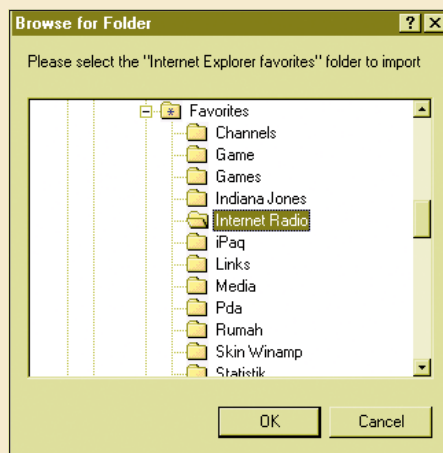 Browse for Folder
Please select the "Internet Explorer favorites" folder to import
Favorites
Channels
Game
Games
Indiana Jones
Internet Radio
iPaq
Links
Media
Pda
Rumah
Skin Winamp
Statistik
OK Cancel